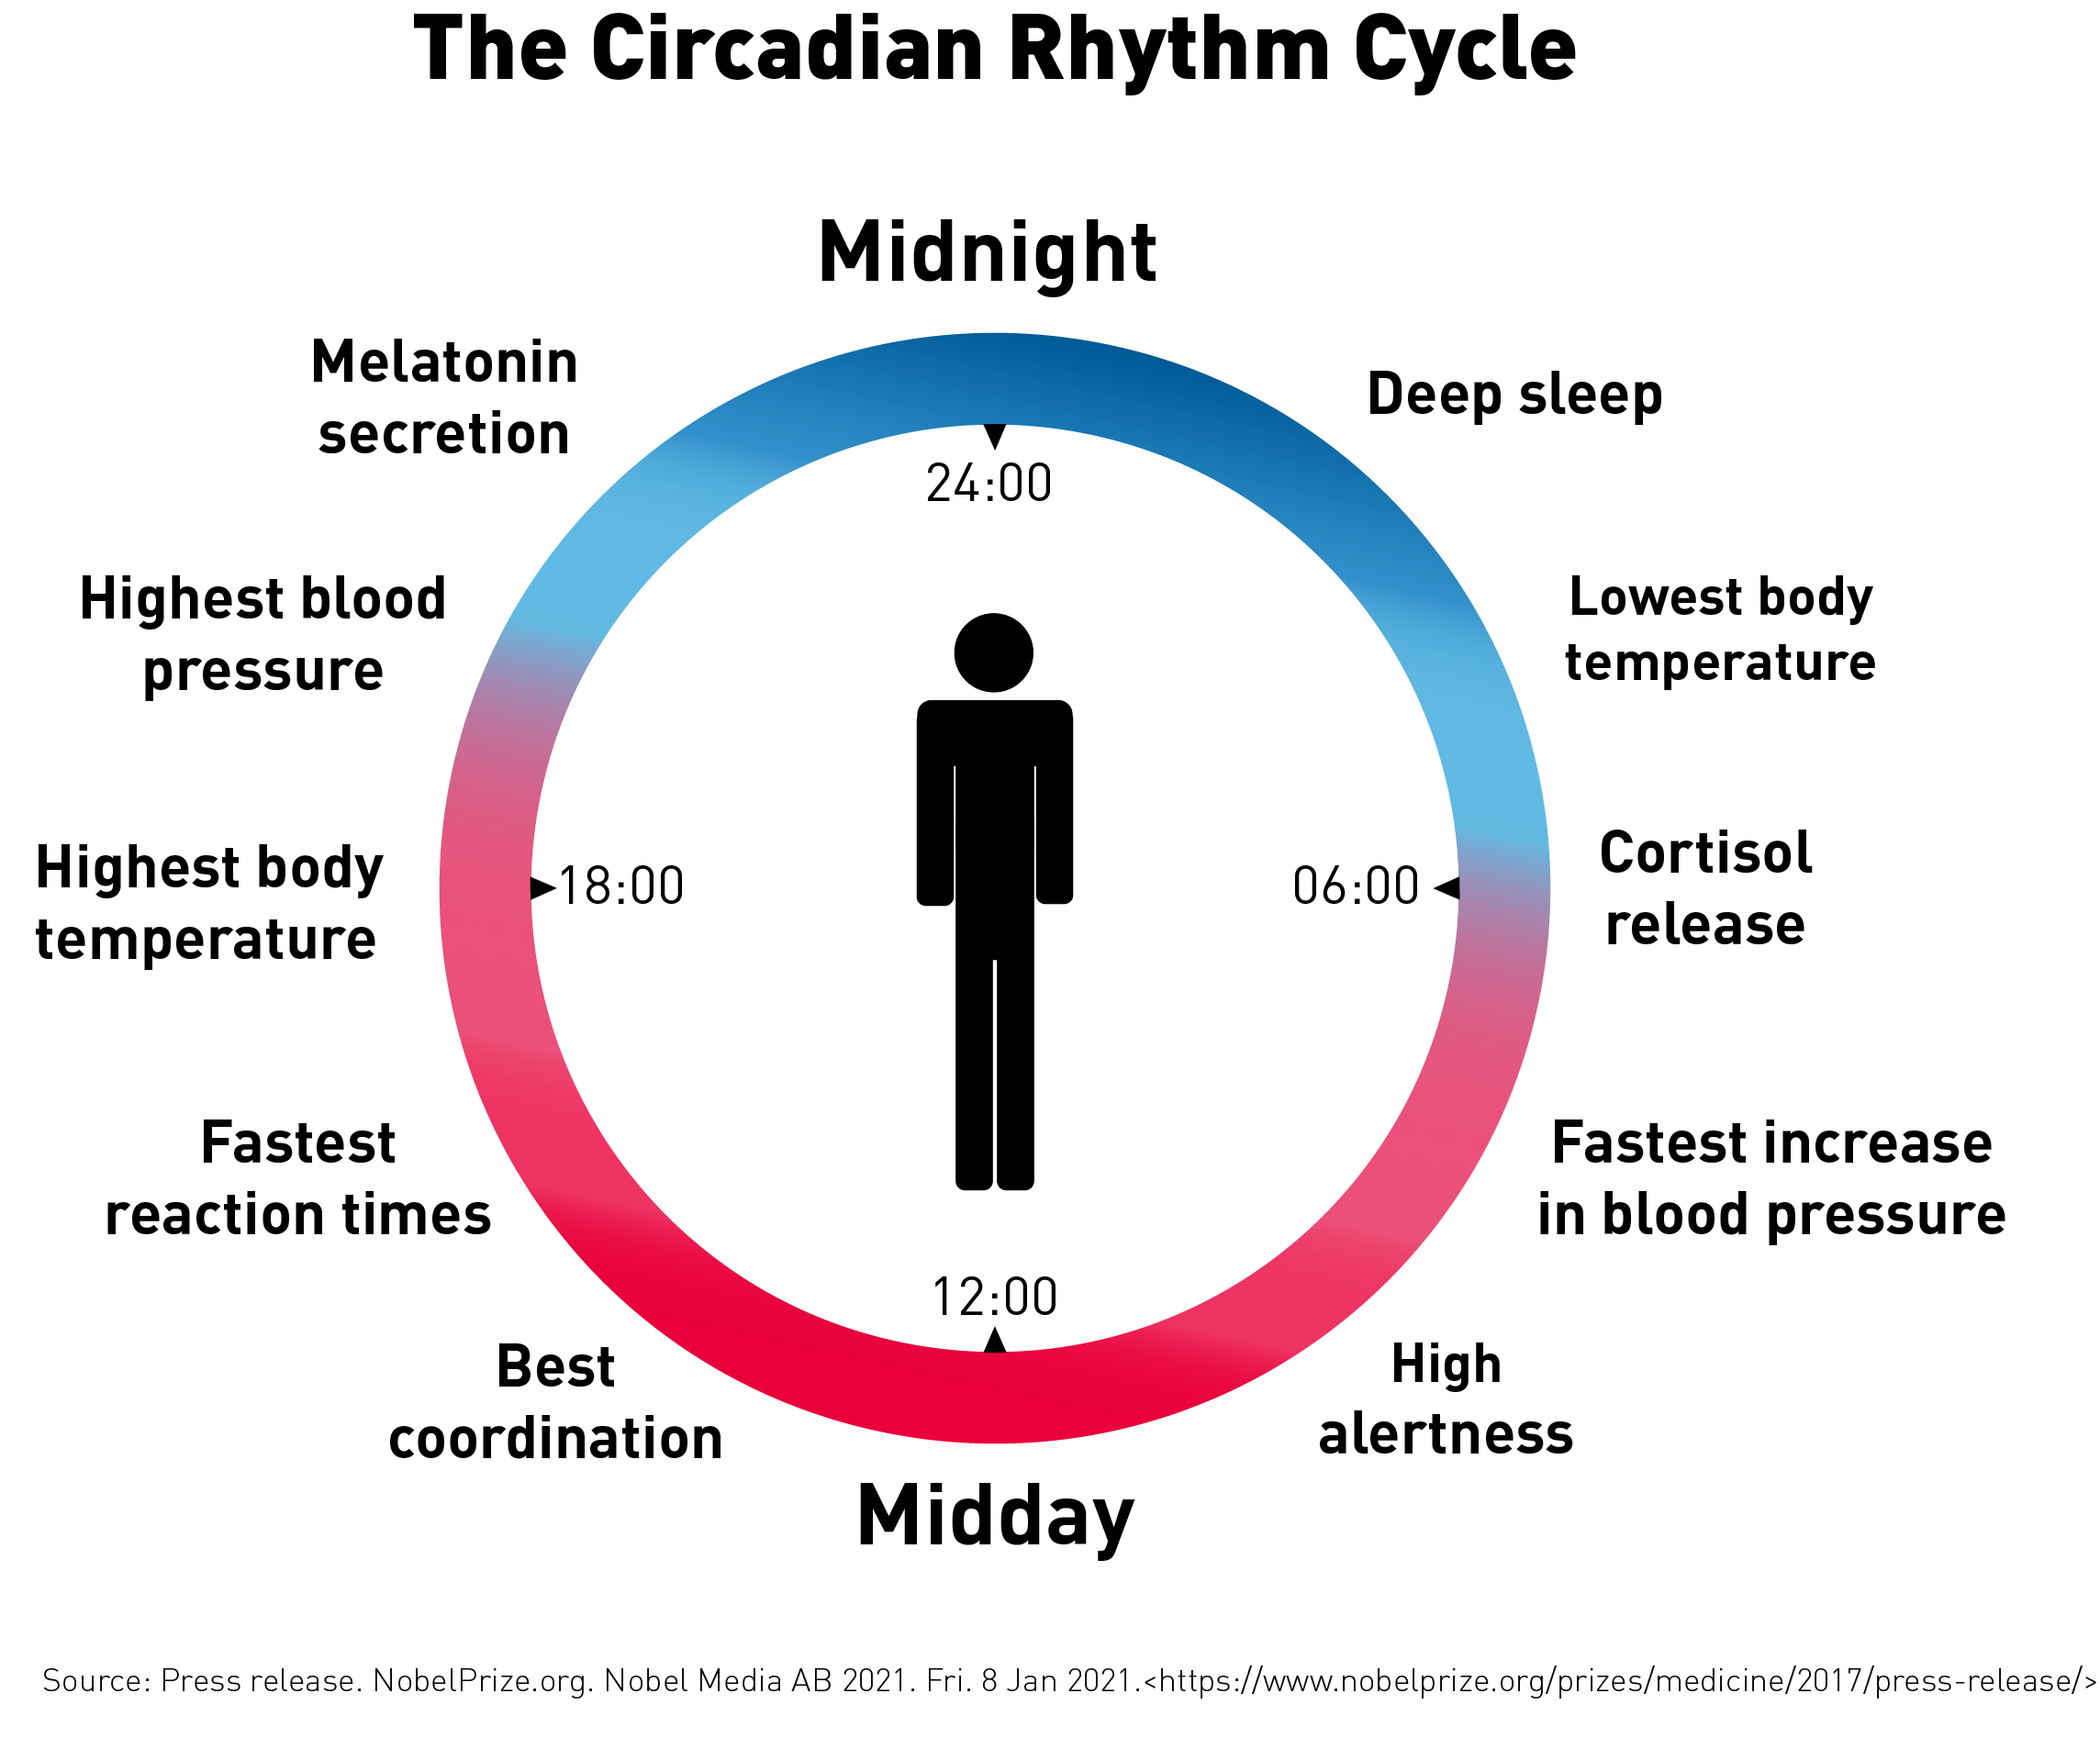 The Circadian Rhythm Cycle
Midnight
Melatonin
secretion
Deep sleep
24:00
Highest blood
pressure
Lowest body
temperature
Highest body
temperature
18:00
06:00
Cortisol
release
Fastest
reaction times
Fastest increase
in blood pressure
12:00
Best
coordination
High
alertness
Midday
Source: Press release. NobelPrize.org. Nobel Media AB 2021. Fri. 8 Jan 2021.<https://www.nobelprize.org/prizes/medicine/2017/press-release/>